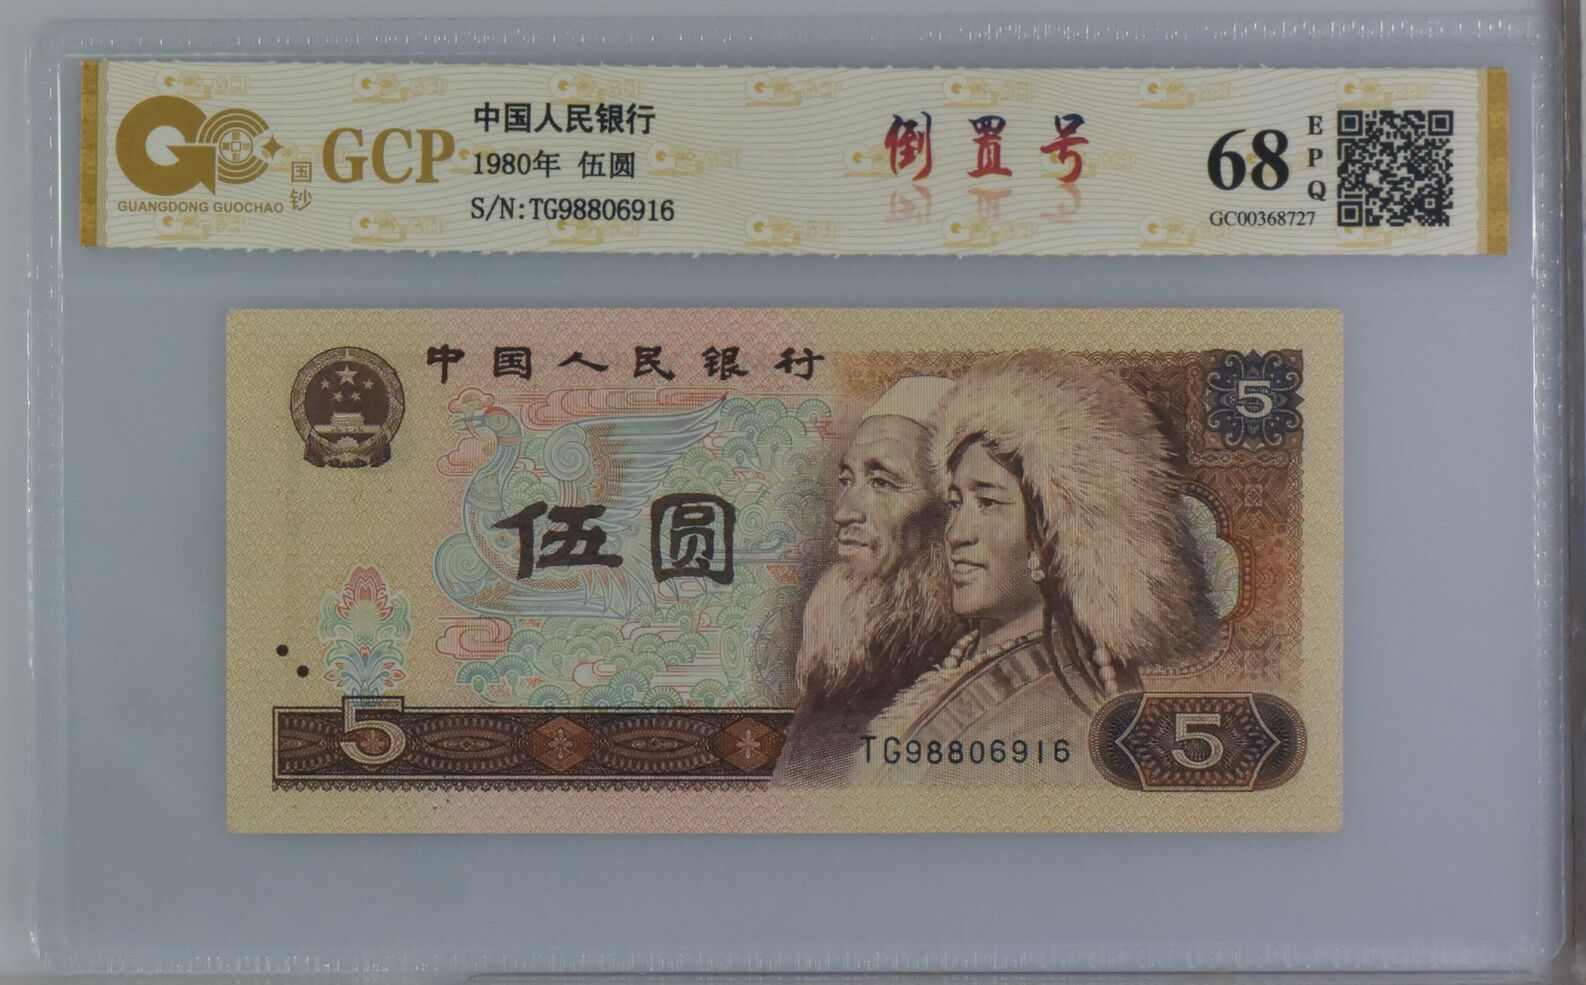 GUANGDONG GUOCHAO
国钞
GCP
中国人民银行
1980年 伍圆
S/N:TG98806916
倒置号
68
EPQ
GC00368727
中国人民银行
5
伍圆
5
TG98806916
5